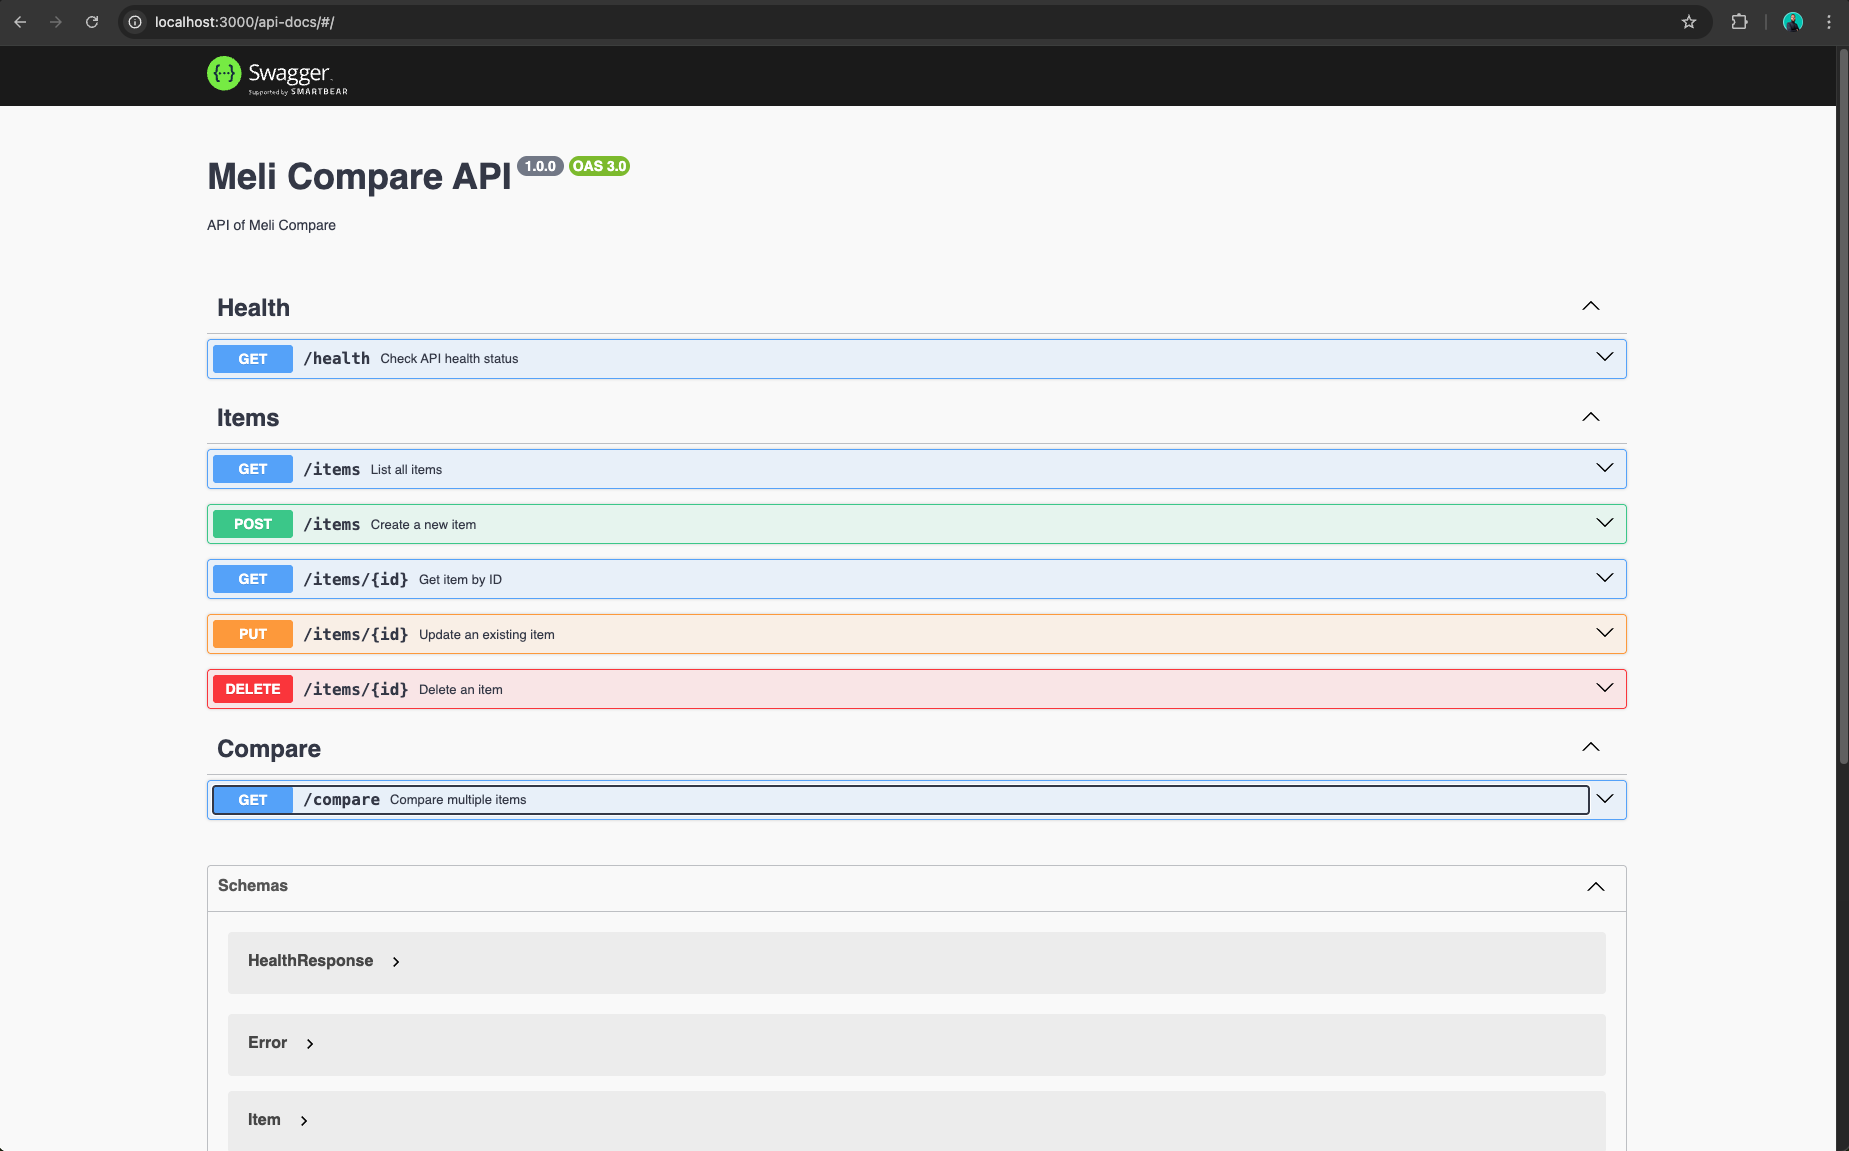 localhost:3000/api-docs/#/
Swagger.
Supported by SMARTBEAR
Meli Compare API 1.0.0 OAS 3.0
API of Meli Compare
Health
GET /health Check API health status
Items
GET /items List all items
POST /items Create a new item
GET /items/{id} Get item by ID
PUT /items/{id} Update an existing item
DELETE /items/{id} Delete an item
Compare
GET /compare Compare multiple items
Schemas
HealthResponse
Error
Item